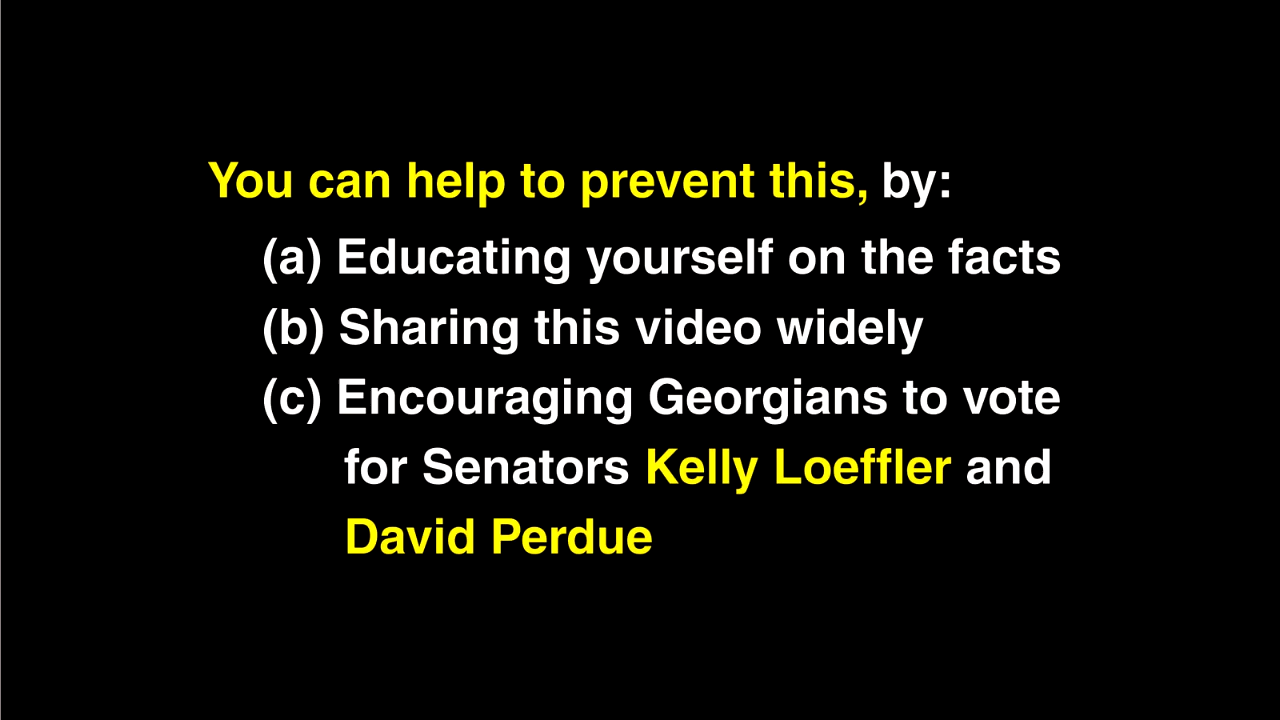 You can help to prevent this, by:
(a) Educating yourself on the facts
(b) Sharing this video widely
(c) Encouraging Georgians to vote
for Senators Kelly Loeffler and
David Perdue